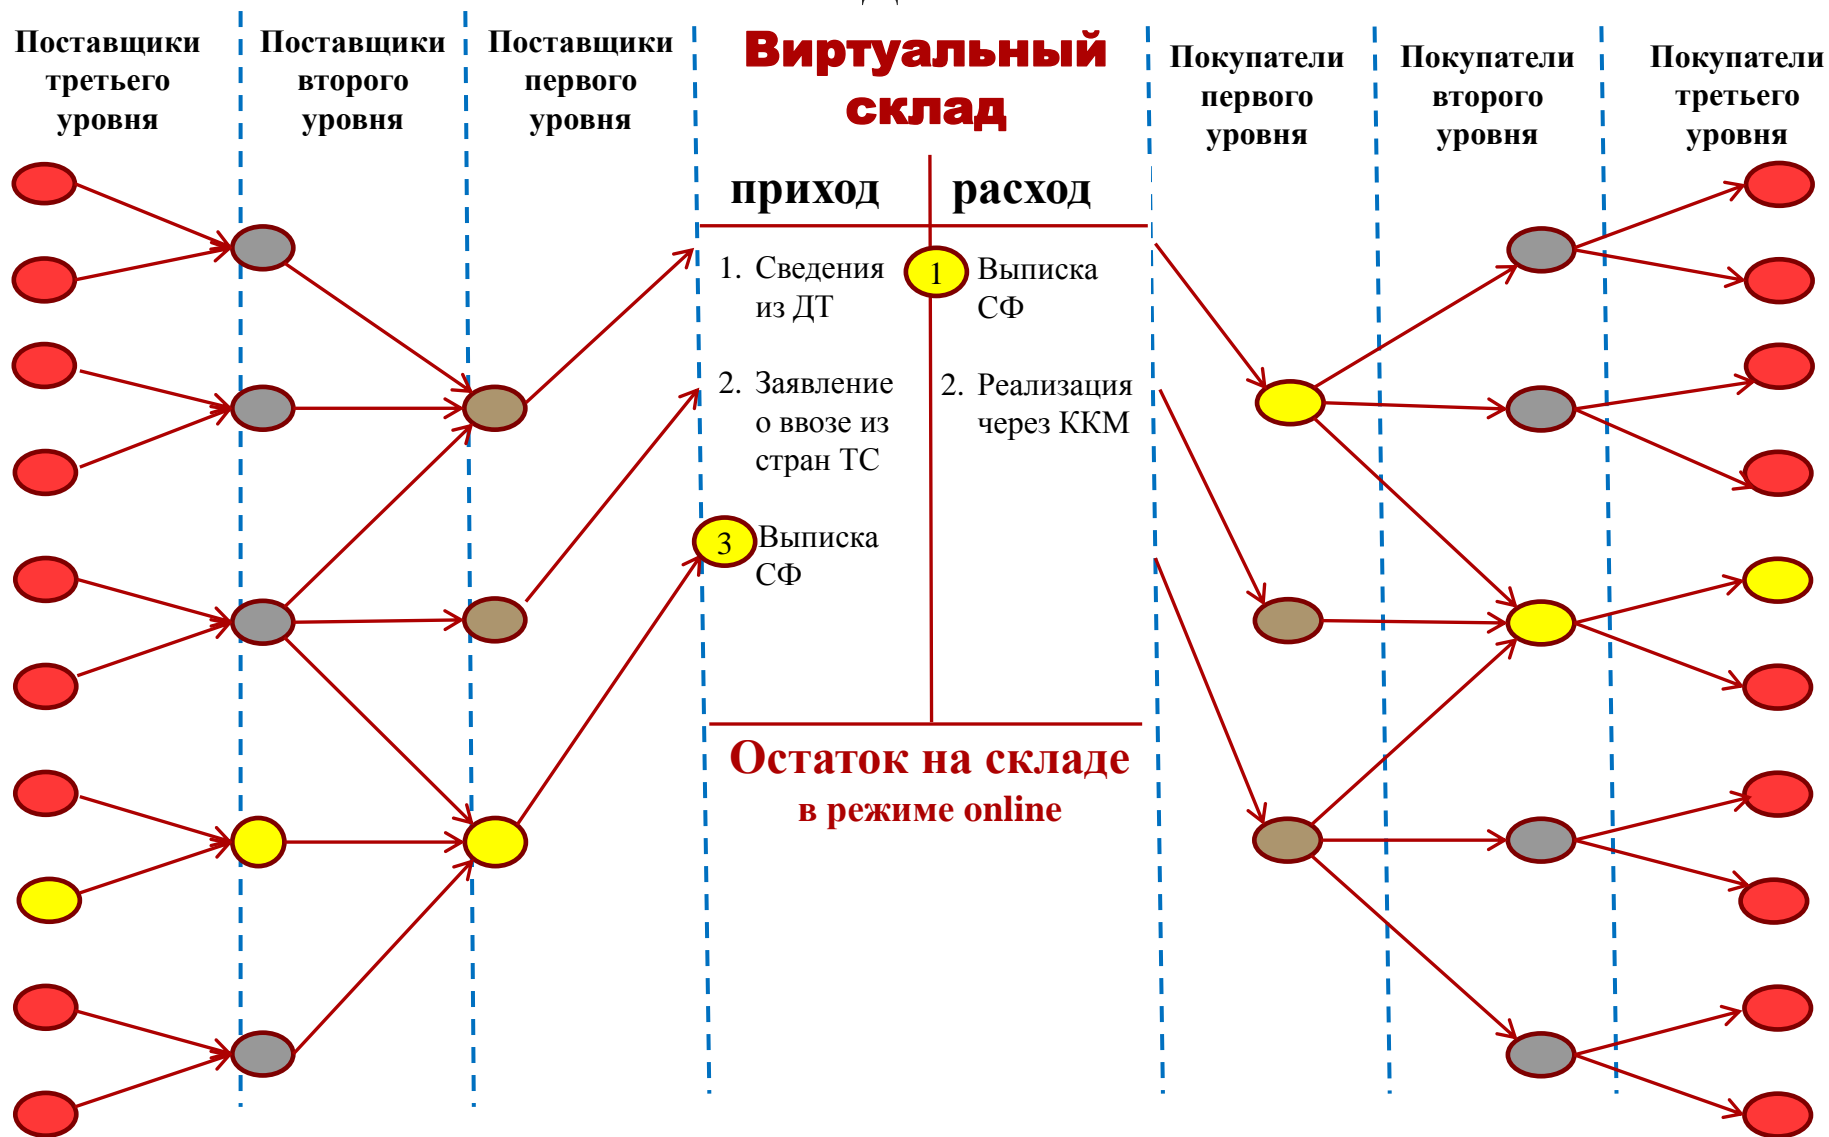 Поставщики
третьего
уровня
Поставщики
второго
уровня
Поставщики
первого
уровня
Виртуальный
склад
Покупатели
первого
уровня
Покупатели
второго
уровня
Покупатели
третьего
уровня
приход
расход
1. Сведения
из ДТ
2. Заявление
о ввозе из
стран ТС
3 Выписка
СФ
1 Выписка
СФ
2. Реализация
через ККМ
Остаток на складе
в режиме online